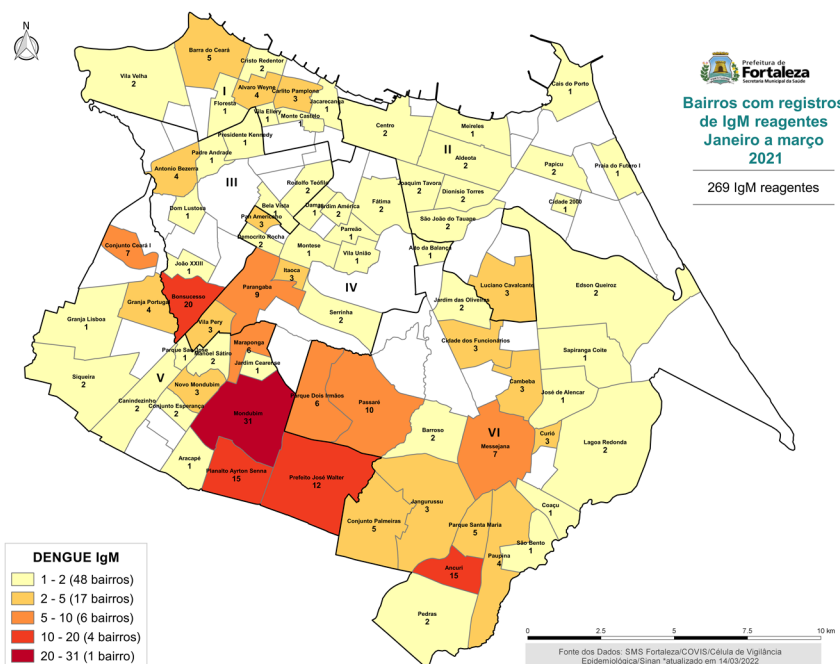 N
Prefeitura de
Fortaleza
Secretaria Municipal da Saúde
Bairros com registros
de IgM reagentes
Janeiro a março
2021
269 IgM reagentes
Barra do Ceará
5
Vila Velha
2
Cristo Redentor
2
I
Floresta
1
Alvaro Weyne
4
Carlito Pamplona
3
Jacarecanga
1
Vila Ellery
1
Monte Castelo
1
Presidente Kennedy
1
Padre Andrade
1
Antonio Bezerra
4
Cais do Porto
1
Centro
2
Meireles
1
II
Aldeota
2
Papicu
2
Praia do Futuro I
1
Cidade 2000
1
Joaquim Tavora
2
Dionisio Torres
2
São João do Tauape
2
III
Rodolfo Teófilo
2
Bela Vista
Damas
1
Jardim América
2
Fátima
2
Pan Americano
3
Democrito Rocha
2
Parreão
1
Montese
1
Vila União
1
Dom Lustosa
1
Conjunto Ceará I
7
João XXIII
1
Alto da Balança
1
Itaoca
3
IV
Parangaba
9
Serrinha
2
Bonsucesso
20
Granja Portugal
4
Granja Lisboa
1
Vila Pery
3
Luciano Cavalcante
3
Edson Queiroz
2
Jardim das Oliveiras
2
Cidade dos Funcionários
3
Sapiranga Coite
1
Maraponga
6
Manoel Sátiro
2
Jardim Cearense
1
V
Siqueira
2
Novo Mondubim
3
Canindezinho
2
Conjunto Esperança
2
Mondubim
31
Parque Dois Irmãos
6
Passaré
10
Cambeba
3
José de Alencar
1
Barroso
2
VI
Messejana
7
Curió
3
Lagoa Redonda
2
Aracapé
1
Planalto Ayrton Senna
15
Prefeito José Walter
12
Jangurussu
3
Conjunto Palmeiras
5
Parque Santa Maria
5
Coaçu
1
São Bento
1
Paupina
4
Ancuri
15
Pedras
2
DENGUE IgM
1 - 2 (48 bairros)
2 - 5 (17 bairros)
5 - 10 (6 bairros)
10 - 20 (4 bairros)
20 - 31 (1 bairro)
0 2.5 5 7.5 10 km
Fonte dos Dados: SMS Fortaleza/COVIS/Célula de Vigilância
Epidemiológica/Sinan *atualizado em 14/03/2022